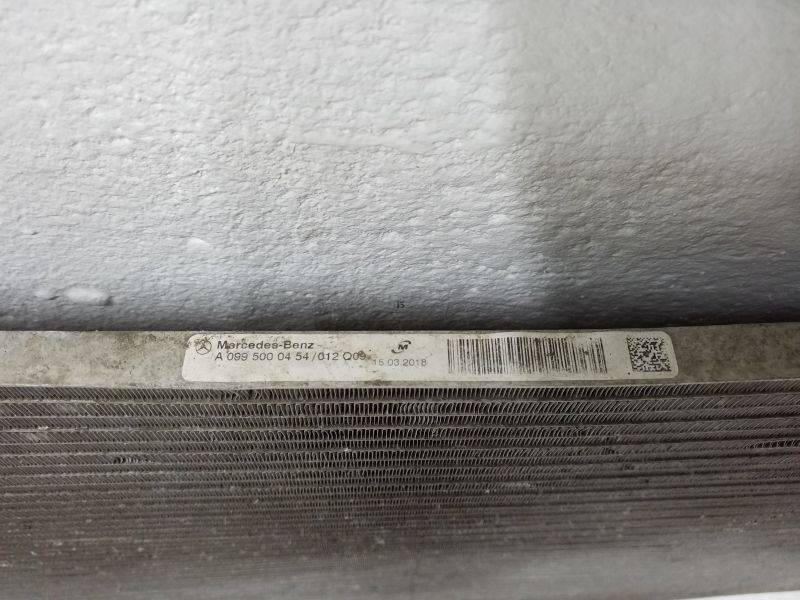 Mercedes-Benz
A 099 500 04 54 / 012 Q09
15.03.2018